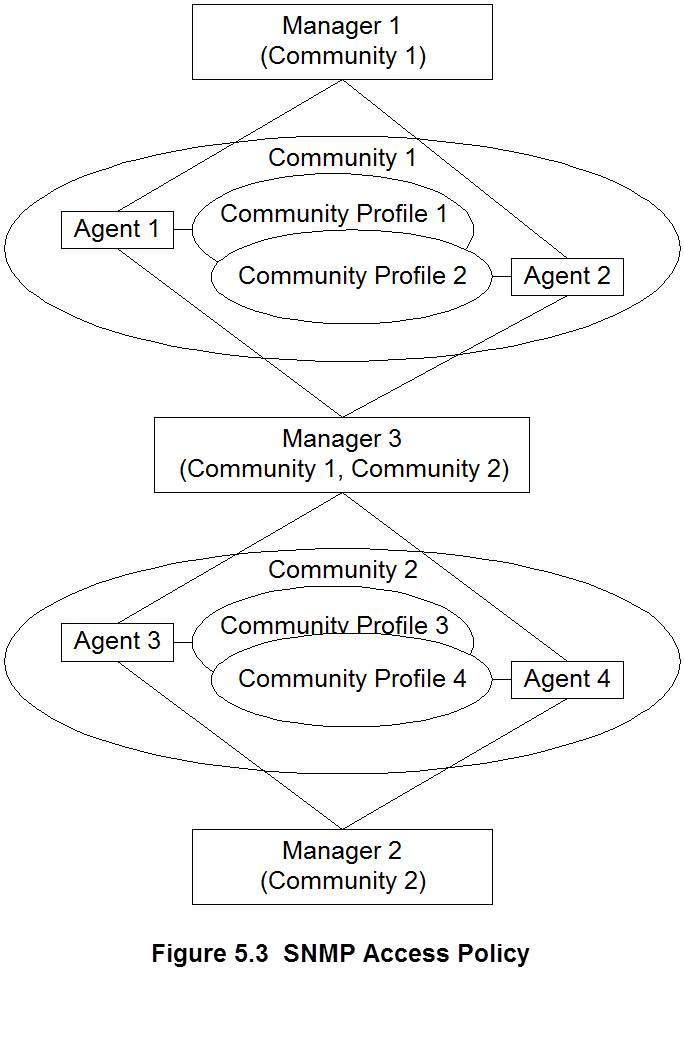 Manager 1
(Community 1)
Community 1
Community Profile 1
Agent 1
Community Profile 2
Agent 2
Manager 3
(Community 1, Community 2)
Community 2
Community Profile 3
Agent 3
Community Profile 4
Agent 4
Manager 2
(Community 2)
Figure 5.3  SNMP Access Policy